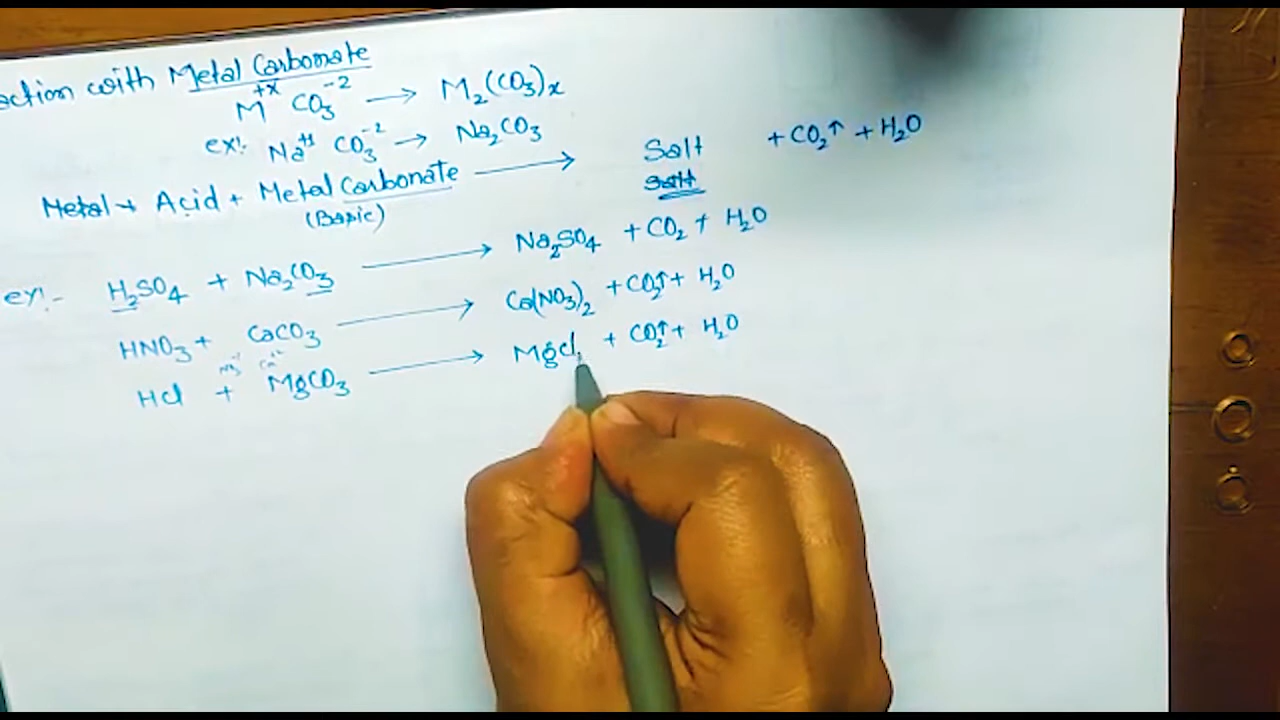 ction with Metal Carbonate
M⁺ˣ CO₃⁻² → M₂(CO₃)ₓ
ex:- Na⁺¹ CO₃⁻² → Na₂CO₃
Metal + Acid + Metal Carbonate → Salt + CO₂↑ + H₂O
(Basic) Salt
ex:- H₂SO₄ + Na₂CO₃ → Na₂SO₄ + CO₂ + H₂O
HNO₃ + CaCO₃ → Ca(NO₃)₂ + CO₂↑ + H₂O
HCl + MgCO₃ → MgCl₂ + CO₂↑ + H₂O